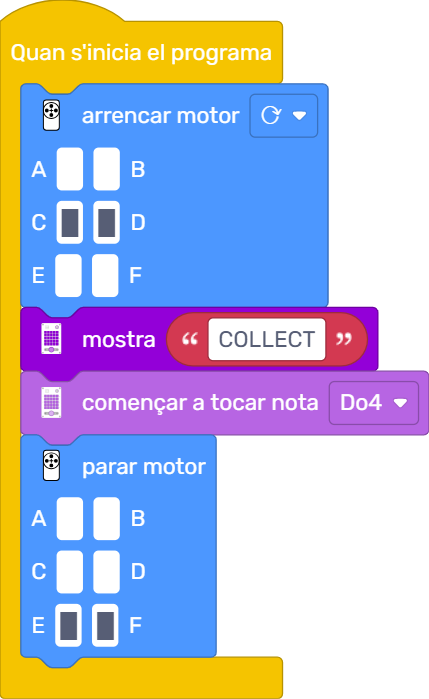 Quan s'inicia el programa
arrencar motor
A B
C D
E F
mostra “ COLLECT ”
començar a tocar nota Do4
parar motor
A B
C D
E F